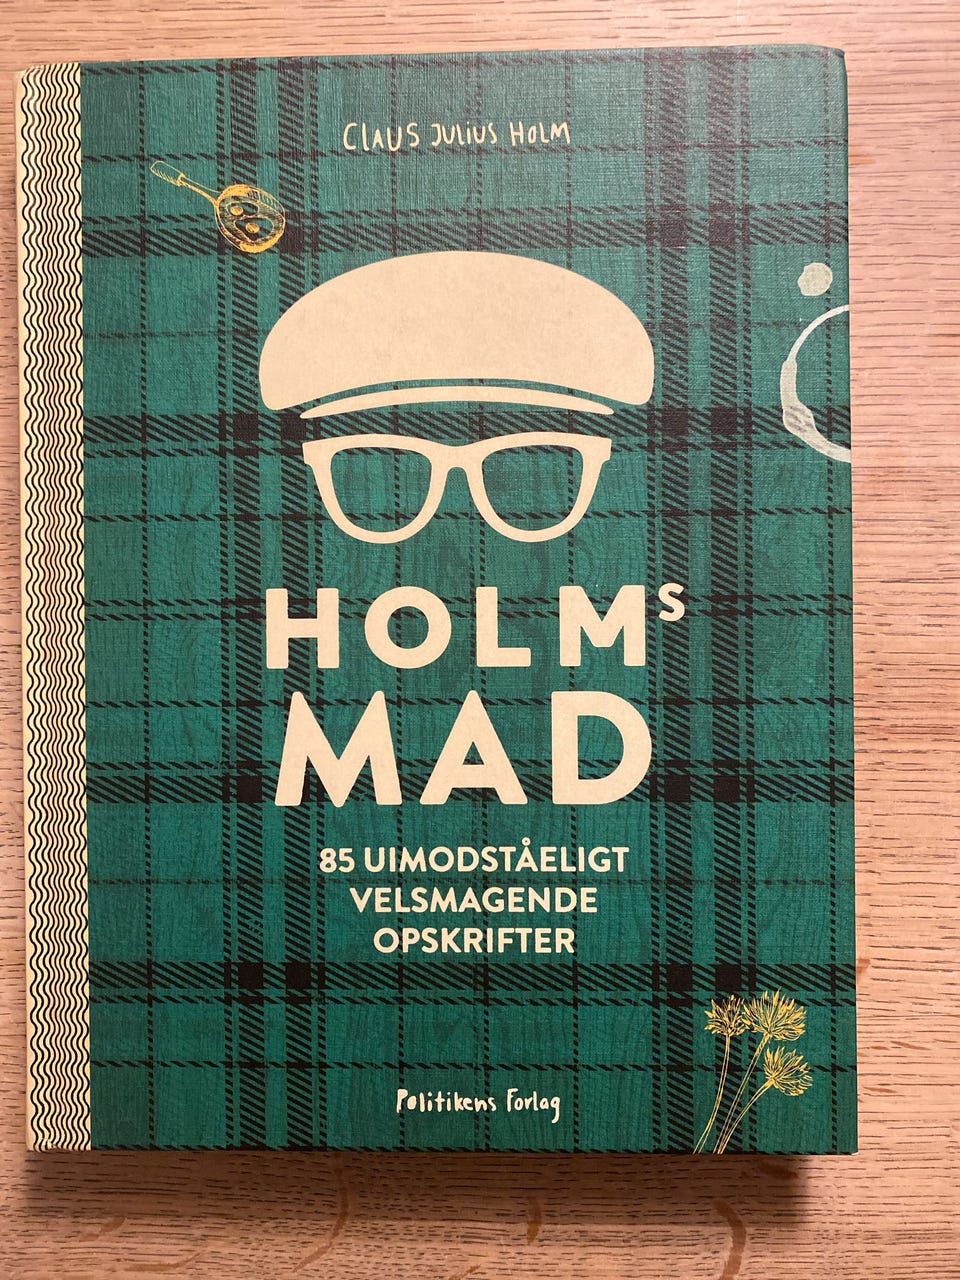 CLAUS JULIUS HOLM
HOLMS
MAD
85 UIMODSTÅELIGT
VELSMAGENDE
OPSKRIFTER
Politikens Forlag